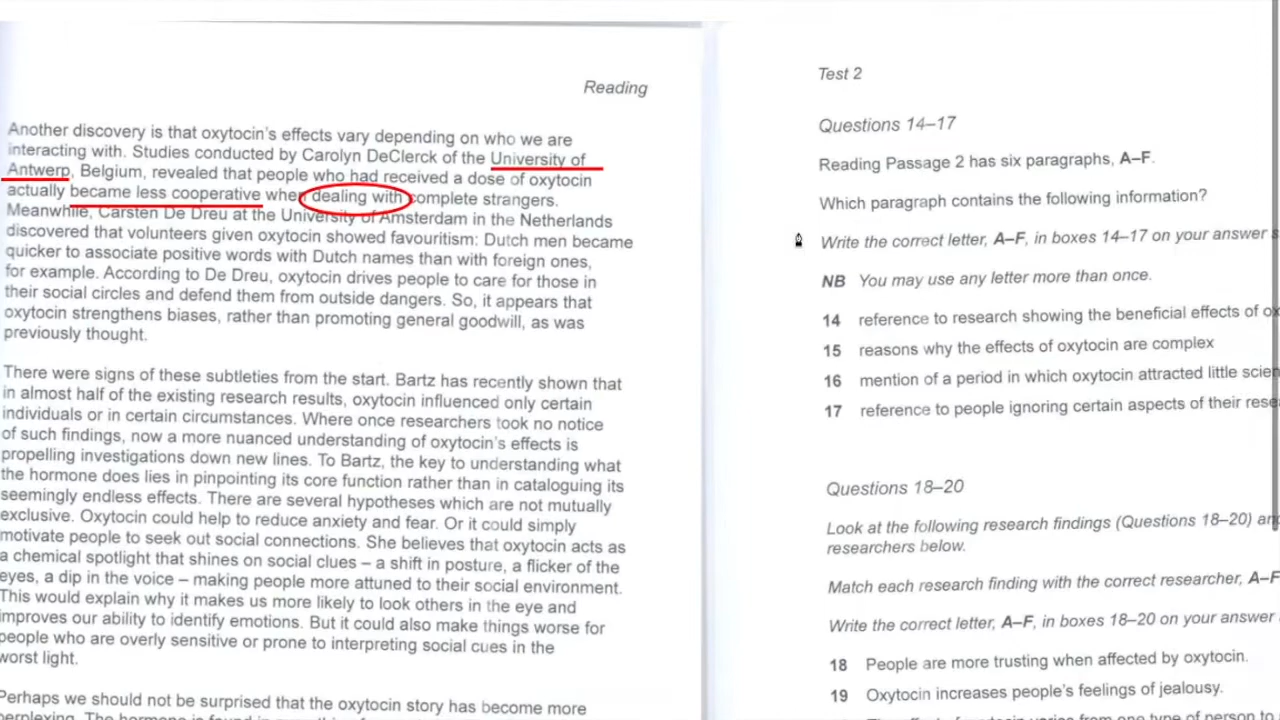 Reading
Another discovery is that oxytocin's effects vary depending on who we are
interacting with. Studies conducted by Carolyn DeClerck of the University of
Antwerp, Belgium, revealed that people who had received a dose of oxytocin
actually became less cooperative when dealing with complete strangers.
Meanwhile, Carsten De Dreu at the University of Amsterdam in the Netherlands
discovered that volunteers given oxytocin showed favouritism: Dutch men became
quicker to associate positive words with Dutch names than with foreign ones,
for example. According to De Dreu, oxytocin drives people to care for those in
their social circles and defend them from outside dangers. So, it appears that
oxytocin strengthens biases, rather than promoting general goodwill, as was
previously thought.
There were signs of these subtleties from the start. Bartz has recently shown that
in almost half of the existing research results, oxytocin influenced only certain
individuals or in certain circumstances. Where once researchers took no notice
of such findings, now a more nuanced understanding of oxytocin's effects is
propelling investigations down new lines. To Bartz, the key to understanding what
the hormone does lies in pinpointing its core function rather than in cataloguing its
seemingly endless effects. There are several hypotheses which are not mutually
exclusive. Oxytocin could help to reduce anxiety and fear. Or it could simply
motivate people to seek out social connections. She believes that oxytocin acts as
a chemical spotlight that shines on social clues – a shift in posture, a flicker of the
eyes, a dip in the voice – making people more attuned to their social environment.
This would explain why it makes us more likely to look others in the eye and
improves our ability to identify emotions. But it could also make things worse for
people who are overly sensitive or prone to interpreting social cues in the
worst light.
Perhaps we should not be surprised that the oxytocin story has become more
perplexing. The hormone is found in
Test 2
Questions 14–17
Reading Passage 2 has six paragraphs, A–F.
Which paragraph contains the following information?
Write the correct letter, A–F, in boxes 14–17 on your answer
NB You may use any letter more than once.
14 reference to research showing the beneficial effects of
15 reasons why the effects of oxytocin are complex
16 mention of a period in which oxytocin attracted little
17 reference to people ignoring certain aspects of their
Questions 18–20
Look at the following research findings (Questions 18–20)
researchers below.
Match each research finding with the correct researcher, A–F
Write the correct letter, A–F, in boxes 18–20 on your answer
18 People are more trusting when affected by oxytocin.
19 Oxytocin increases people's feelings of jealousy.